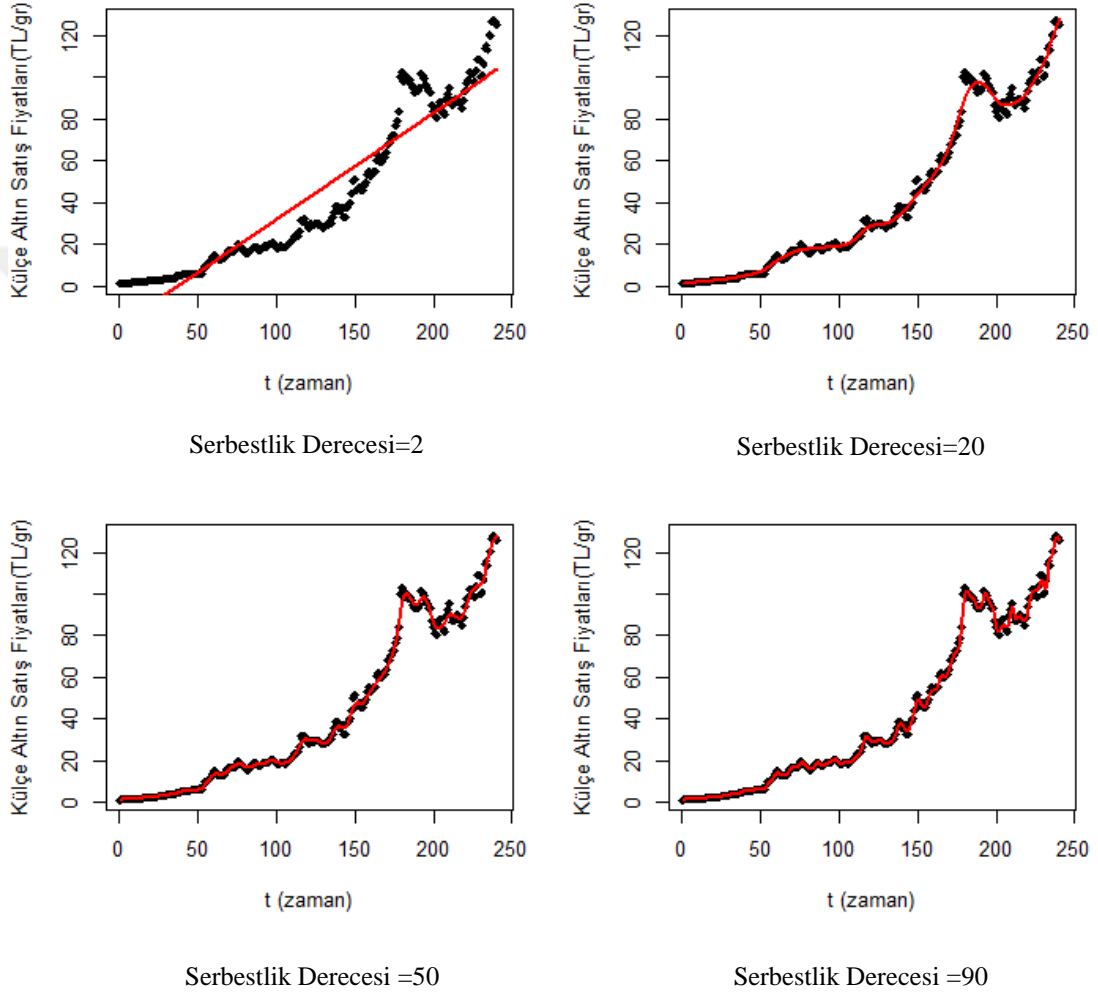 Külçe Altın Satış Fiyatları(TL/gr)
0 20 40 60 80 120
0 50 100 150 200 250
t (zaman)
Serbestlik Derecesi=2
Külçe Altın Satış Fiyatları(TL/gr)
0 20 40 60 80 120
0 50 100 150 200 250
t (zaman)
Serbestlik Derecesi=20
Külçe Altın Satış Fiyatları(TL/gr)
0 20 40 60 80 120
0 50 100 150 200 250
t (zaman)
Serbestlik Derecesi =50
Külçe Altın Satış Fiyatları(TL/gr)
0 20 40 60 80 120
0 50 100 150 200 250
t (zaman)
Serbestlik Derecesi =90